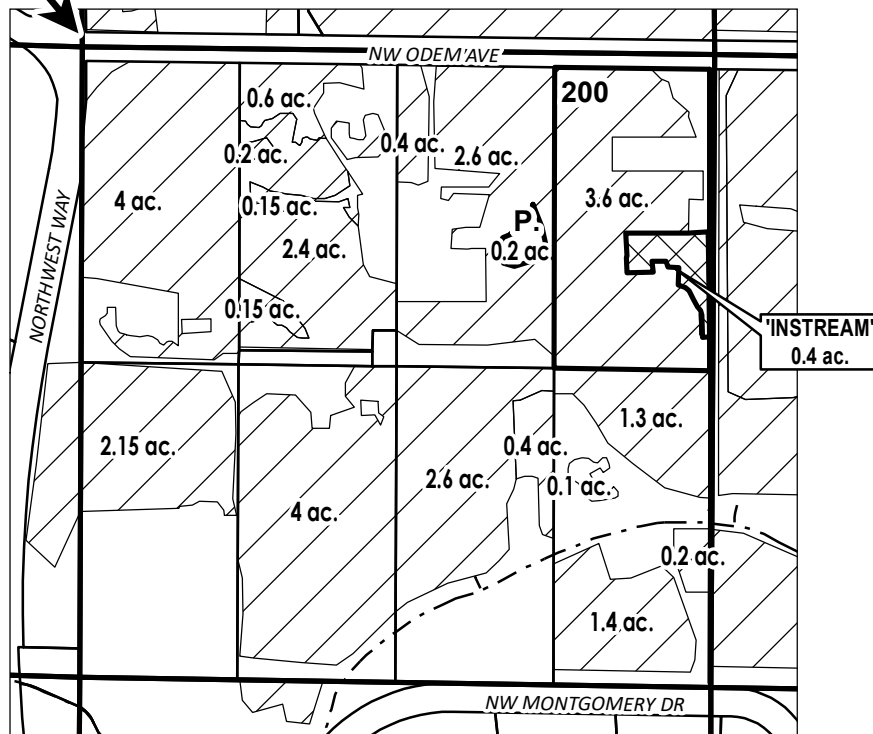 NW ODEM'AVE
200
0.6 ac.
0.4 ac.
0.2 ac.
2.6 ac.
4 ac.
0.15 ac.
3.6 ac.
P.
2.4 ac.
0.2 ac.
NORTHWEST WAY
0.15 ac.
'INSTREAM'
0.4 ac.
1.3 ac.
2.15 ac.
0.4 ac.
2.6 ac.
0.1 ac.
4 ac.
0.2 ac.
1.4 ac.
NW MONTGOMERY DR